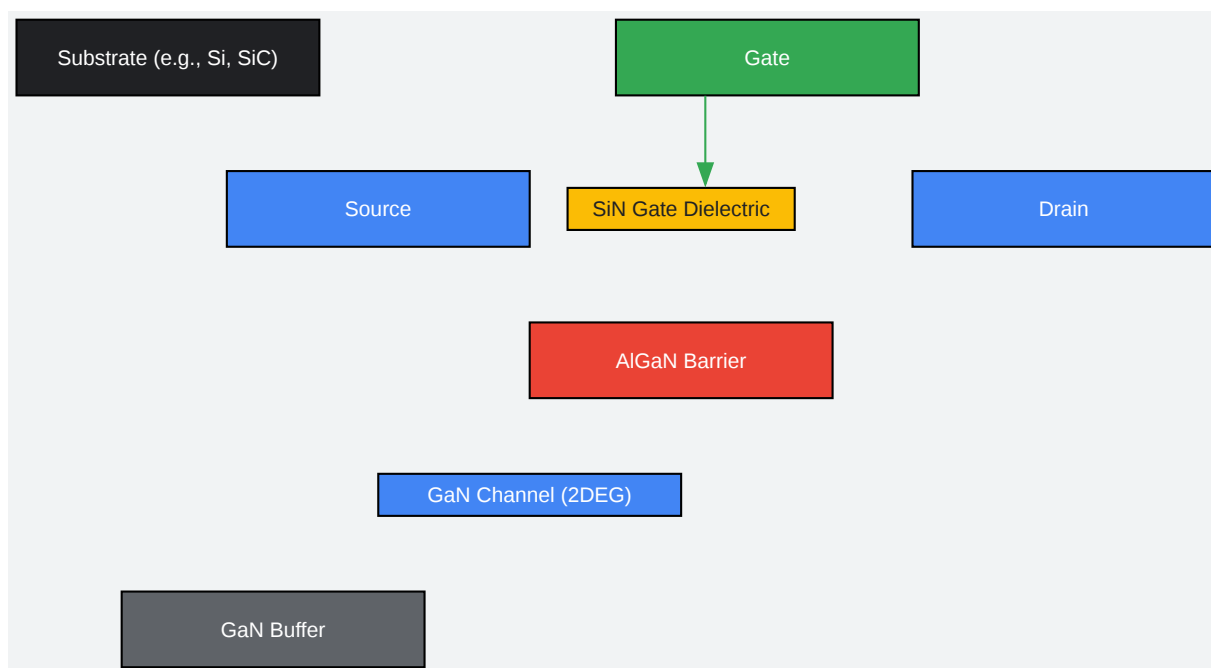 Substrate (e.g., Si, SiC)
Gate
Source
SiN Gate Dielectric
Drain
AlGaN Barrier
GaN Channel (2DEG)
GaN Buffer